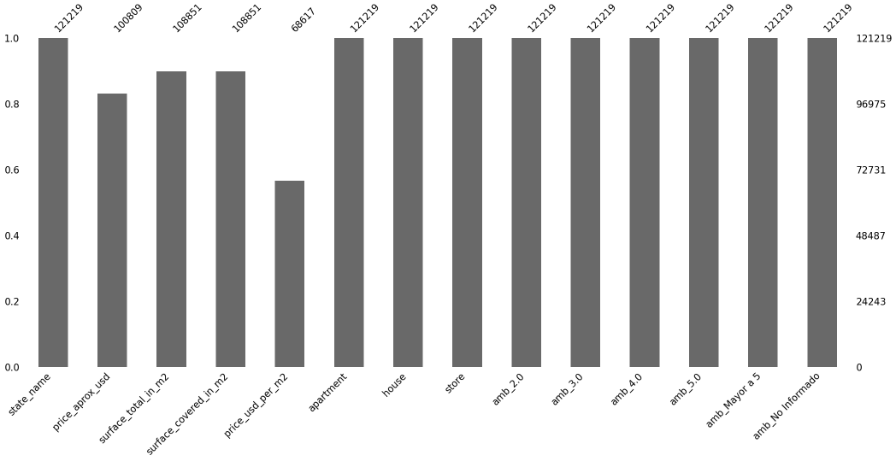 121219
100809
108851
108851
68617
121219
121219
121219
121219
121219
121219
121219
121219
121219
1.0
121219
0.8
96975
0.6
72731
0.4
48487
0.2
24243
0.0
0
state_name
price_aprox_usd
surface_total_in_m2
surface_covered_in_m2
price_usd_per_m2
apartment
house
store
amb_2.0
amb_3.0
amb_4.0
amb_5.0
amb_Mayor a 5
amb_No Informado